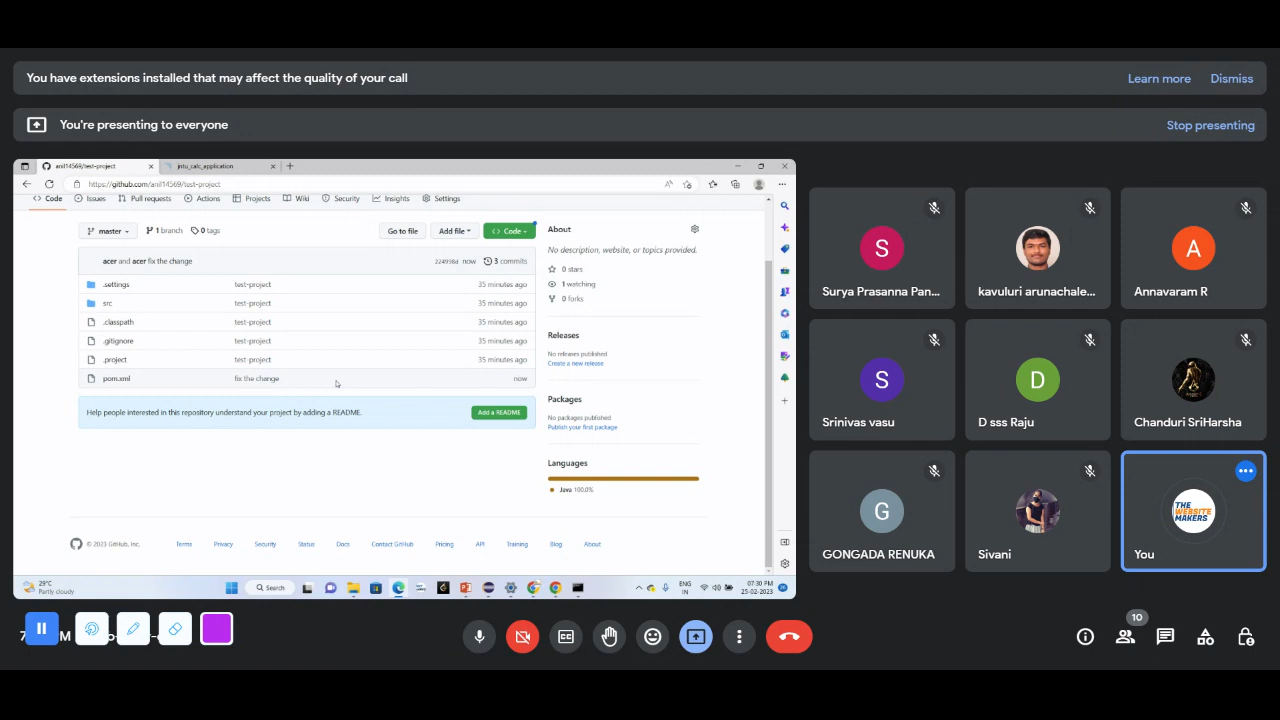 You have extensions installed that may affect the quality of your call
Learn more
Dismiss
You're presenting to everyone
Stop presenting
anil14569/test-project
jntu_calc_application
https://github.com/anil14569/test-project
Code
Issues
Pull requests
Actions
Projects
Wiki
Security
Insights
Settings
master
1 branch
0 tags
Go to file
Add file
Code
About
No description, website, or topics provided.
acer and acer fix the change
now
3 commits
0 stars
1 watching
0 forks
.settings
test-project
35 minutes ago
src
test-project
35 minutes ago
.classpath
test-project
35 minutes ago
.gitignore
test-project
35 minutes ago
.project
test-project
35 minutes ago
pom.xml
fix the change
now
Releases
No releases published
Create a new release
Help people interested in this repository understand your project by adding a README.
Add a README
Packages
No packages published
Publish your first package
Languages
Java 100.0%
© 2023 GitHub, Inc.
Terms
Privacy
Security
Status
Docs
Contact GitHub
Pricing
API
Training
Blog
About
29°C
Partly cloudy
Search
ENG
IN
07:30 PM
25-02-2023
S
Surya Prasanna Pan...
kavuluri arunachale...
A
Annavaram R
S
Srinivas vasu
D
D sss Raju
Chanduri SriHarsha
G
GONGADA RENUKA
Sivani
THE
WEBSITE
MAKERS
You
10